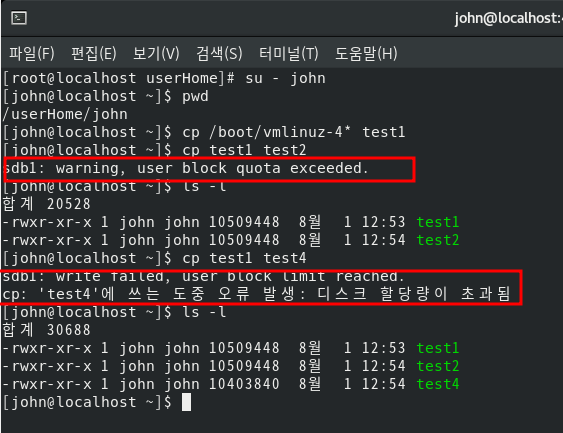 john@localhost:
파일(F) 편집(E) 보기(V) 검색(S) 터미널(T) 도움말(H)
[root@localhost userHome]# su - john
[john@localhost ~]$ pwd
/userHome/john
[john@localhost ~]$ cp /boot/vmlinuz-4* test1
[john@localhost ~]$ cp test1 test2
sdb1: warning, user block quota exceeded.
[john@localhost ~]$ ls -l
합계 20528
-rwxr-xr-x 1 john john 10509448 8월 1 12:53 test1
-rwxr-xr-x 1 john john 10509448 8월 1 12:54 test2
[john@localhost ~]$ cp test1 test4
sdb1: write failed, user block limit reached.
cp: 'test4'에 쓰는 도중 오류 발생: 디스크 할당량이 초과됨
[john@localhost ~]$ ls -l
합계 30688
-rwxr-xr-x 1 john john 10509448 8월 1 12:53 test1
-rwxr-xr-x 1 john john 10509448 8월 1 12:54 test2
-rwxr-xr-x 1 john john 10403840 8월 1 12:54 test4
[john@localhost ~]$